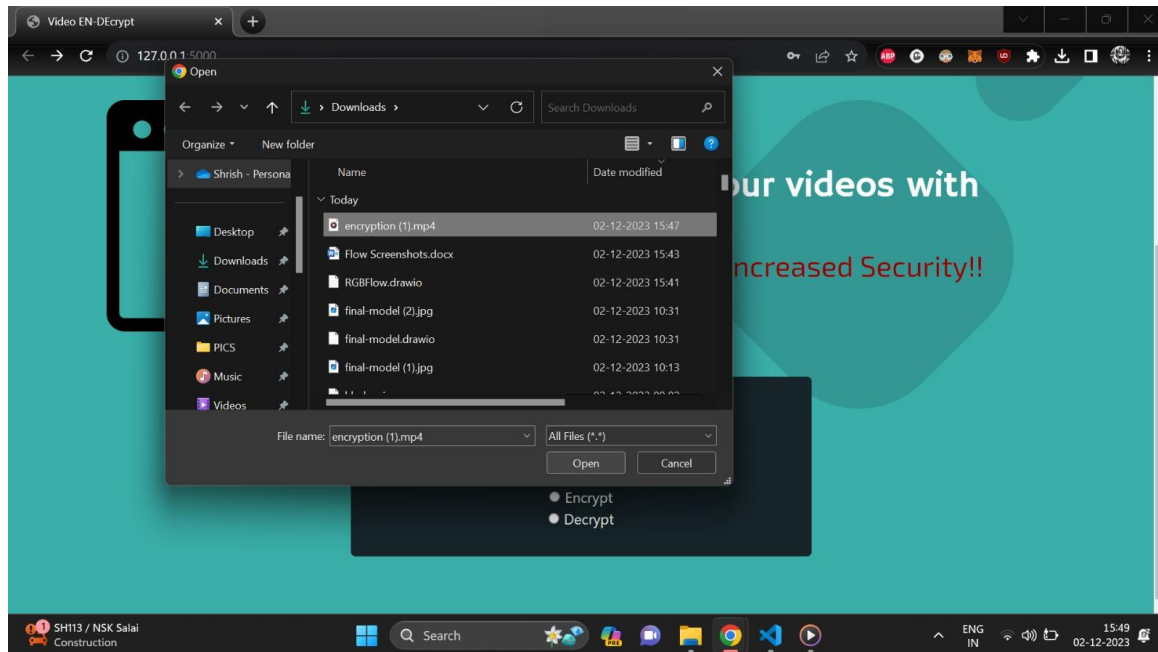 Video EN-DEcrypt
127.0.0.1:5000
Open
Downloads
Search Downloads
Organize
New folder
Name
Date modified
Shrish - Persona
Today
encryption (1).mp4 02-12-2023 15:47
Desktop
Flow Screenshots.docx 02-12-2023 15:43
Downloads
RGBFlow.drawio 02-12-2023 15:41
Documents
final-model (2).jpg 02-12-2023 10:31
Pictures
final-model.drawio 02-12-2023 10:31
PICS
final-model (1).jpg 02-12-2023 10:13
Music
Videos
File name: encryption (1).mp4
All Files (*.*)
Open
Cancel
our videos with
ncreased Security!!
Encrypt
Decrypt
1
SH113 / NSK Salai
Construction
Search
PRE
ENG
IN
15:49
02-12-2023
ABP